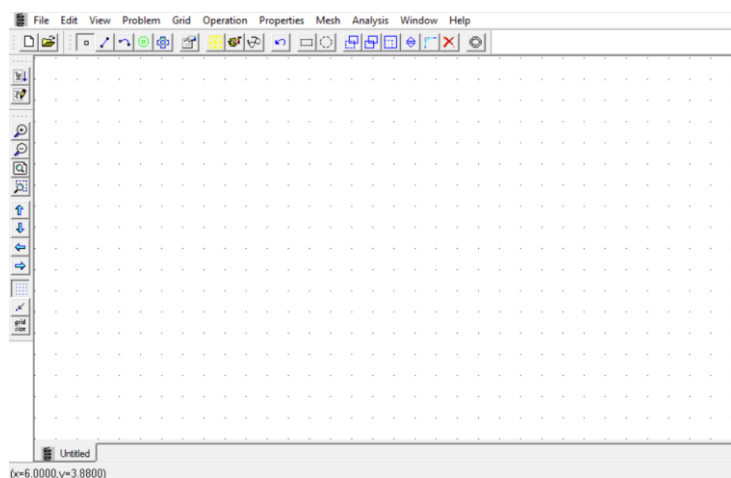 File Edit View Problem Grid Operation Properties Mesh Analysis Window Help
grid
size
Untitled
(x=6.0000,y=3.8800)